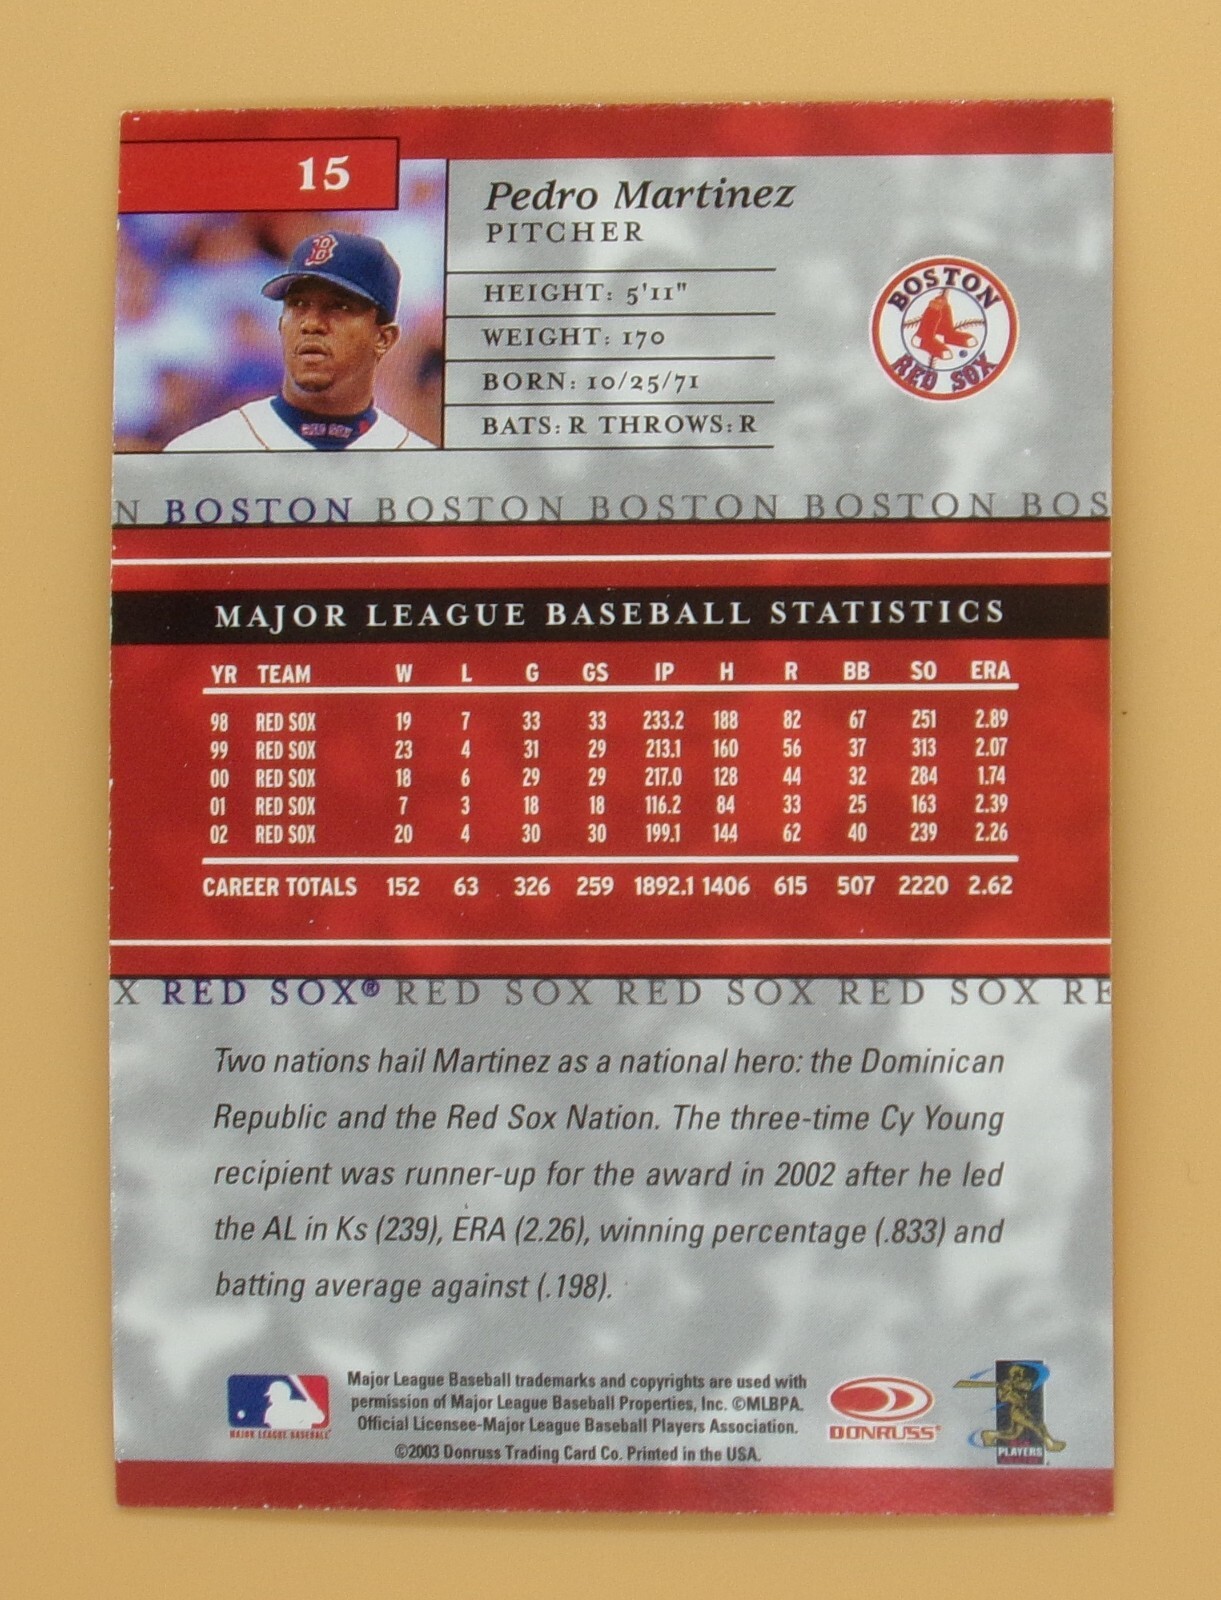 15
Pedro Martinez
PITCHER
HEIGHT: 5'11"
WEIGHT: 170
BORN: 10/25/71
BATS: R THROWS: R
BOSTON RED SOX
N BOSTON BOSTON BOSTON BOSTON BOS
MAJOR LEAGUE BASEBALL STATISTICS
YR TEAM W L G GS IP H R BB SO ERA
98 RED SOX 19 7 33 33 233.2 188 82 67 251 2.89
99 RED SOX 23 4 31 29 213.1 160 56 37 313 2.07
00 RED SOX 18 6 29 29 217.0 128 44 32 284 1.74
01 RED SOX 7 3 18 18 116.2 84 33 25 163 2.39
02 RED SOX 20 4 30 30 199.1 144 62 40 239 2.26
CAREER TOTALS 152 63 326 259 1892.1 1406 615 507 2220 2.62
X RED SOX® RED SOX RED SOX RED SOX RE
Two nations hail Martinez as a national hero: the Dominican
Republic and the Red Sox Nation. The three-time Cy Young
recipient was runner-up for the award in 2002 after he led
the AL in Ks (239), ERA (2.26), winning percentage (.833) and
batting average against (.198).
Major League Baseball trademarks and copyrights are used with
permission of Major League Baseball Properties, Inc. ©MLBPA.
Official Licensee-Major League Baseball Players Association.
©2003 Donruss Trading Card Co. Printed in the USA.
MAJOR LEAGUE BASEBALL
DONRUSS®
PLAYERS